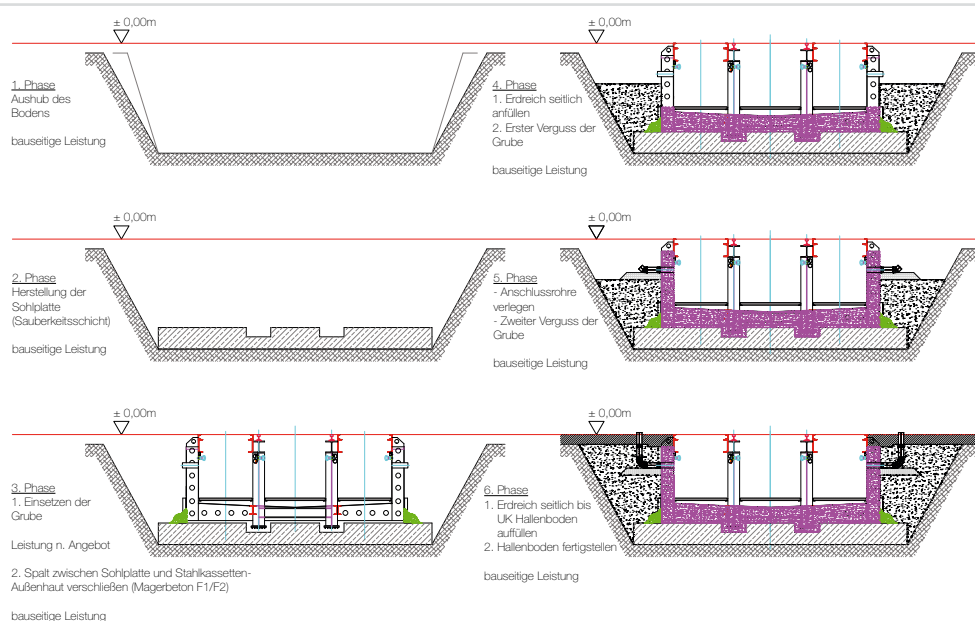 ± 0,00m
1. Phase
Aushub des
Bodens
bauseitige Leistung
± 0,00m
2. Phase
Herstellung der
Sohlplatte
(Sauberkeitsschicht)
bauseitige Leistung
± 0,00m
3. Phase
1. Einsetzen der
Grube
Leistung n. Angebot
2. Spalt zwischen Sohlplatte und Stahlkassetten-
Außenhaut verschließen (Magerbeton F1/F2)
bauseitige Leistung
± 0,00m
4. Phase
1. Erdreich seitlich
anfüllen
2. Erster Verguss der
Grube
bauseitige Leistung
± 0,00m
5. Phase
- Anschlussrohre
verlegen
- Zweiter Verguss der
Grube
bauseitige Leistung
± 0,00m
6. Phase
1. Erdreich seitlich bis
UK Hallenboden
auffüllen
2. Hallenboden fertigstellen
bauseitige Leistung